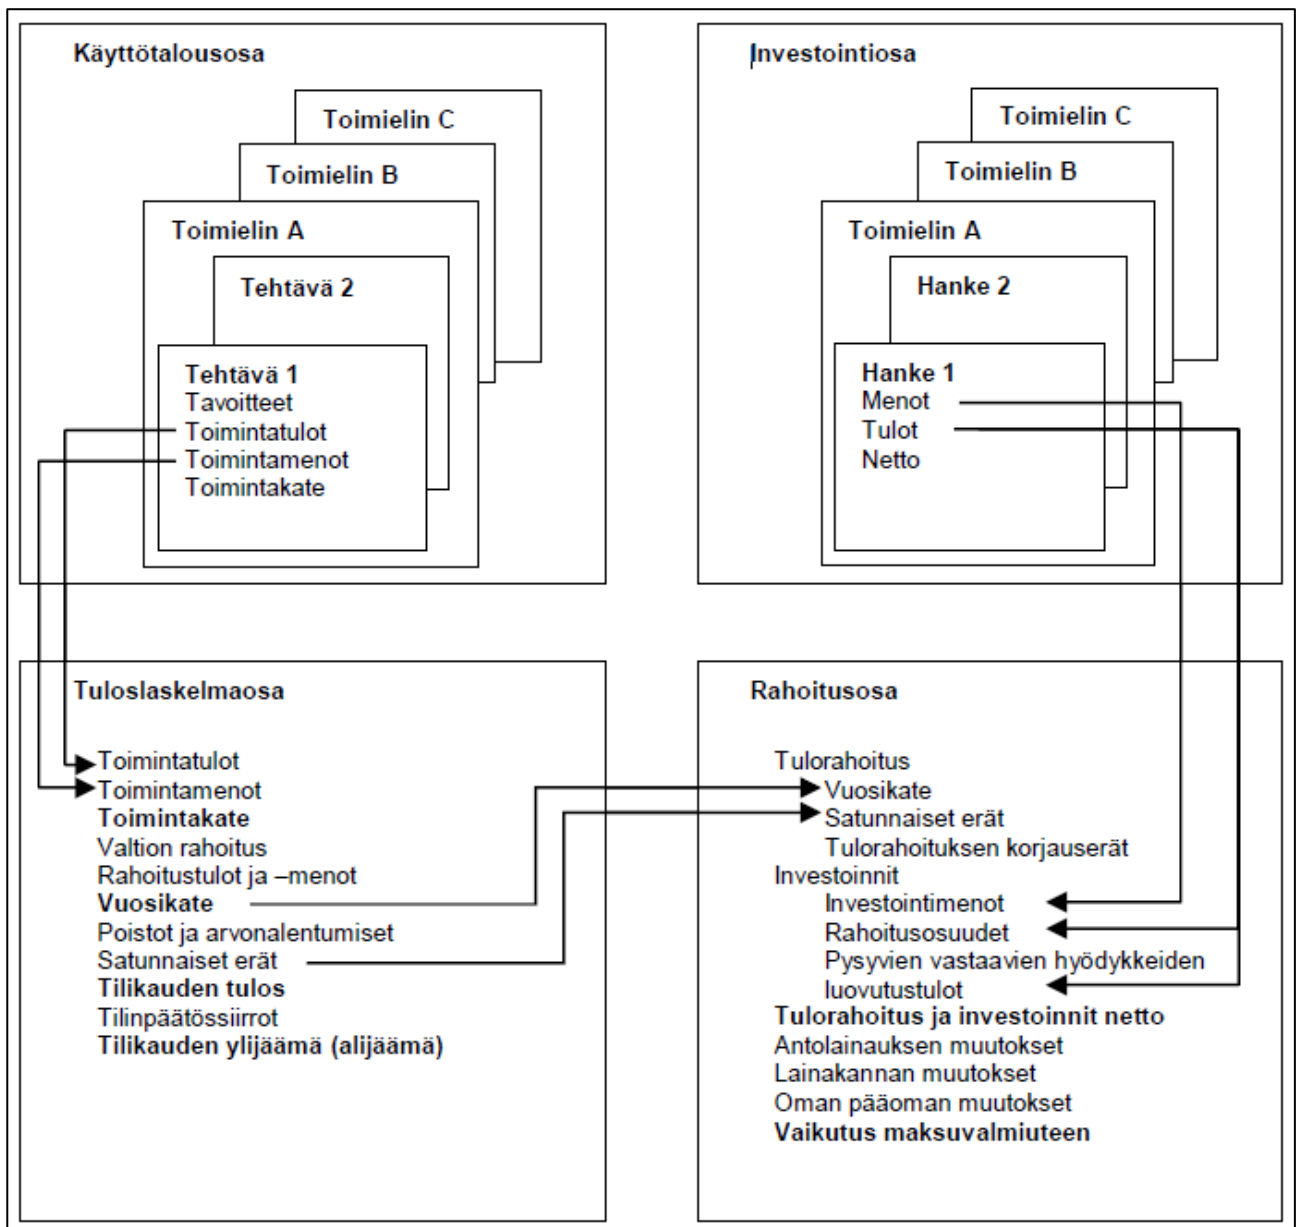 Käyttötalousosa
Toimielin C
Toimielin B
Toimielin A
Tehtävä 2
Tehtävä 1
Tavoitteet
Toimintatulot
Toimintamenot
Toimintakate
Investointiosa
Toimielin C
Toimielin B
Toimielin A
Hanke 2
Hanke 1
Menot
Tulot
Netto
Tuloslaskelmaosa
Toimintatulot
Toimintamenot
Toimintakate
Valtion rahoitus
Rahoitustulot ja –menot
Vuosikate
Poistot ja arvonalentumiset
Satunnaiset erät
Tilikauden tulos
Tilinpäätössiirrot
Tilikauden ylijäämä (alijäämä)
Rahoitusosa
Tulorahoitus
Vuosikate
Satunnaiset erät
Tulorahoituksen korjauserät
Investoinnit
Investointimenot
Rahoitusosuudet
Pysyvien vastaavien hyödykkeiden
luovutustulot
Tulorahoitus ja investoinnit netto
Antolainauksen muutokset
Lainakannan muutokset
Oman pääoman muutokset
Vaikutus maksuvalmiuteen